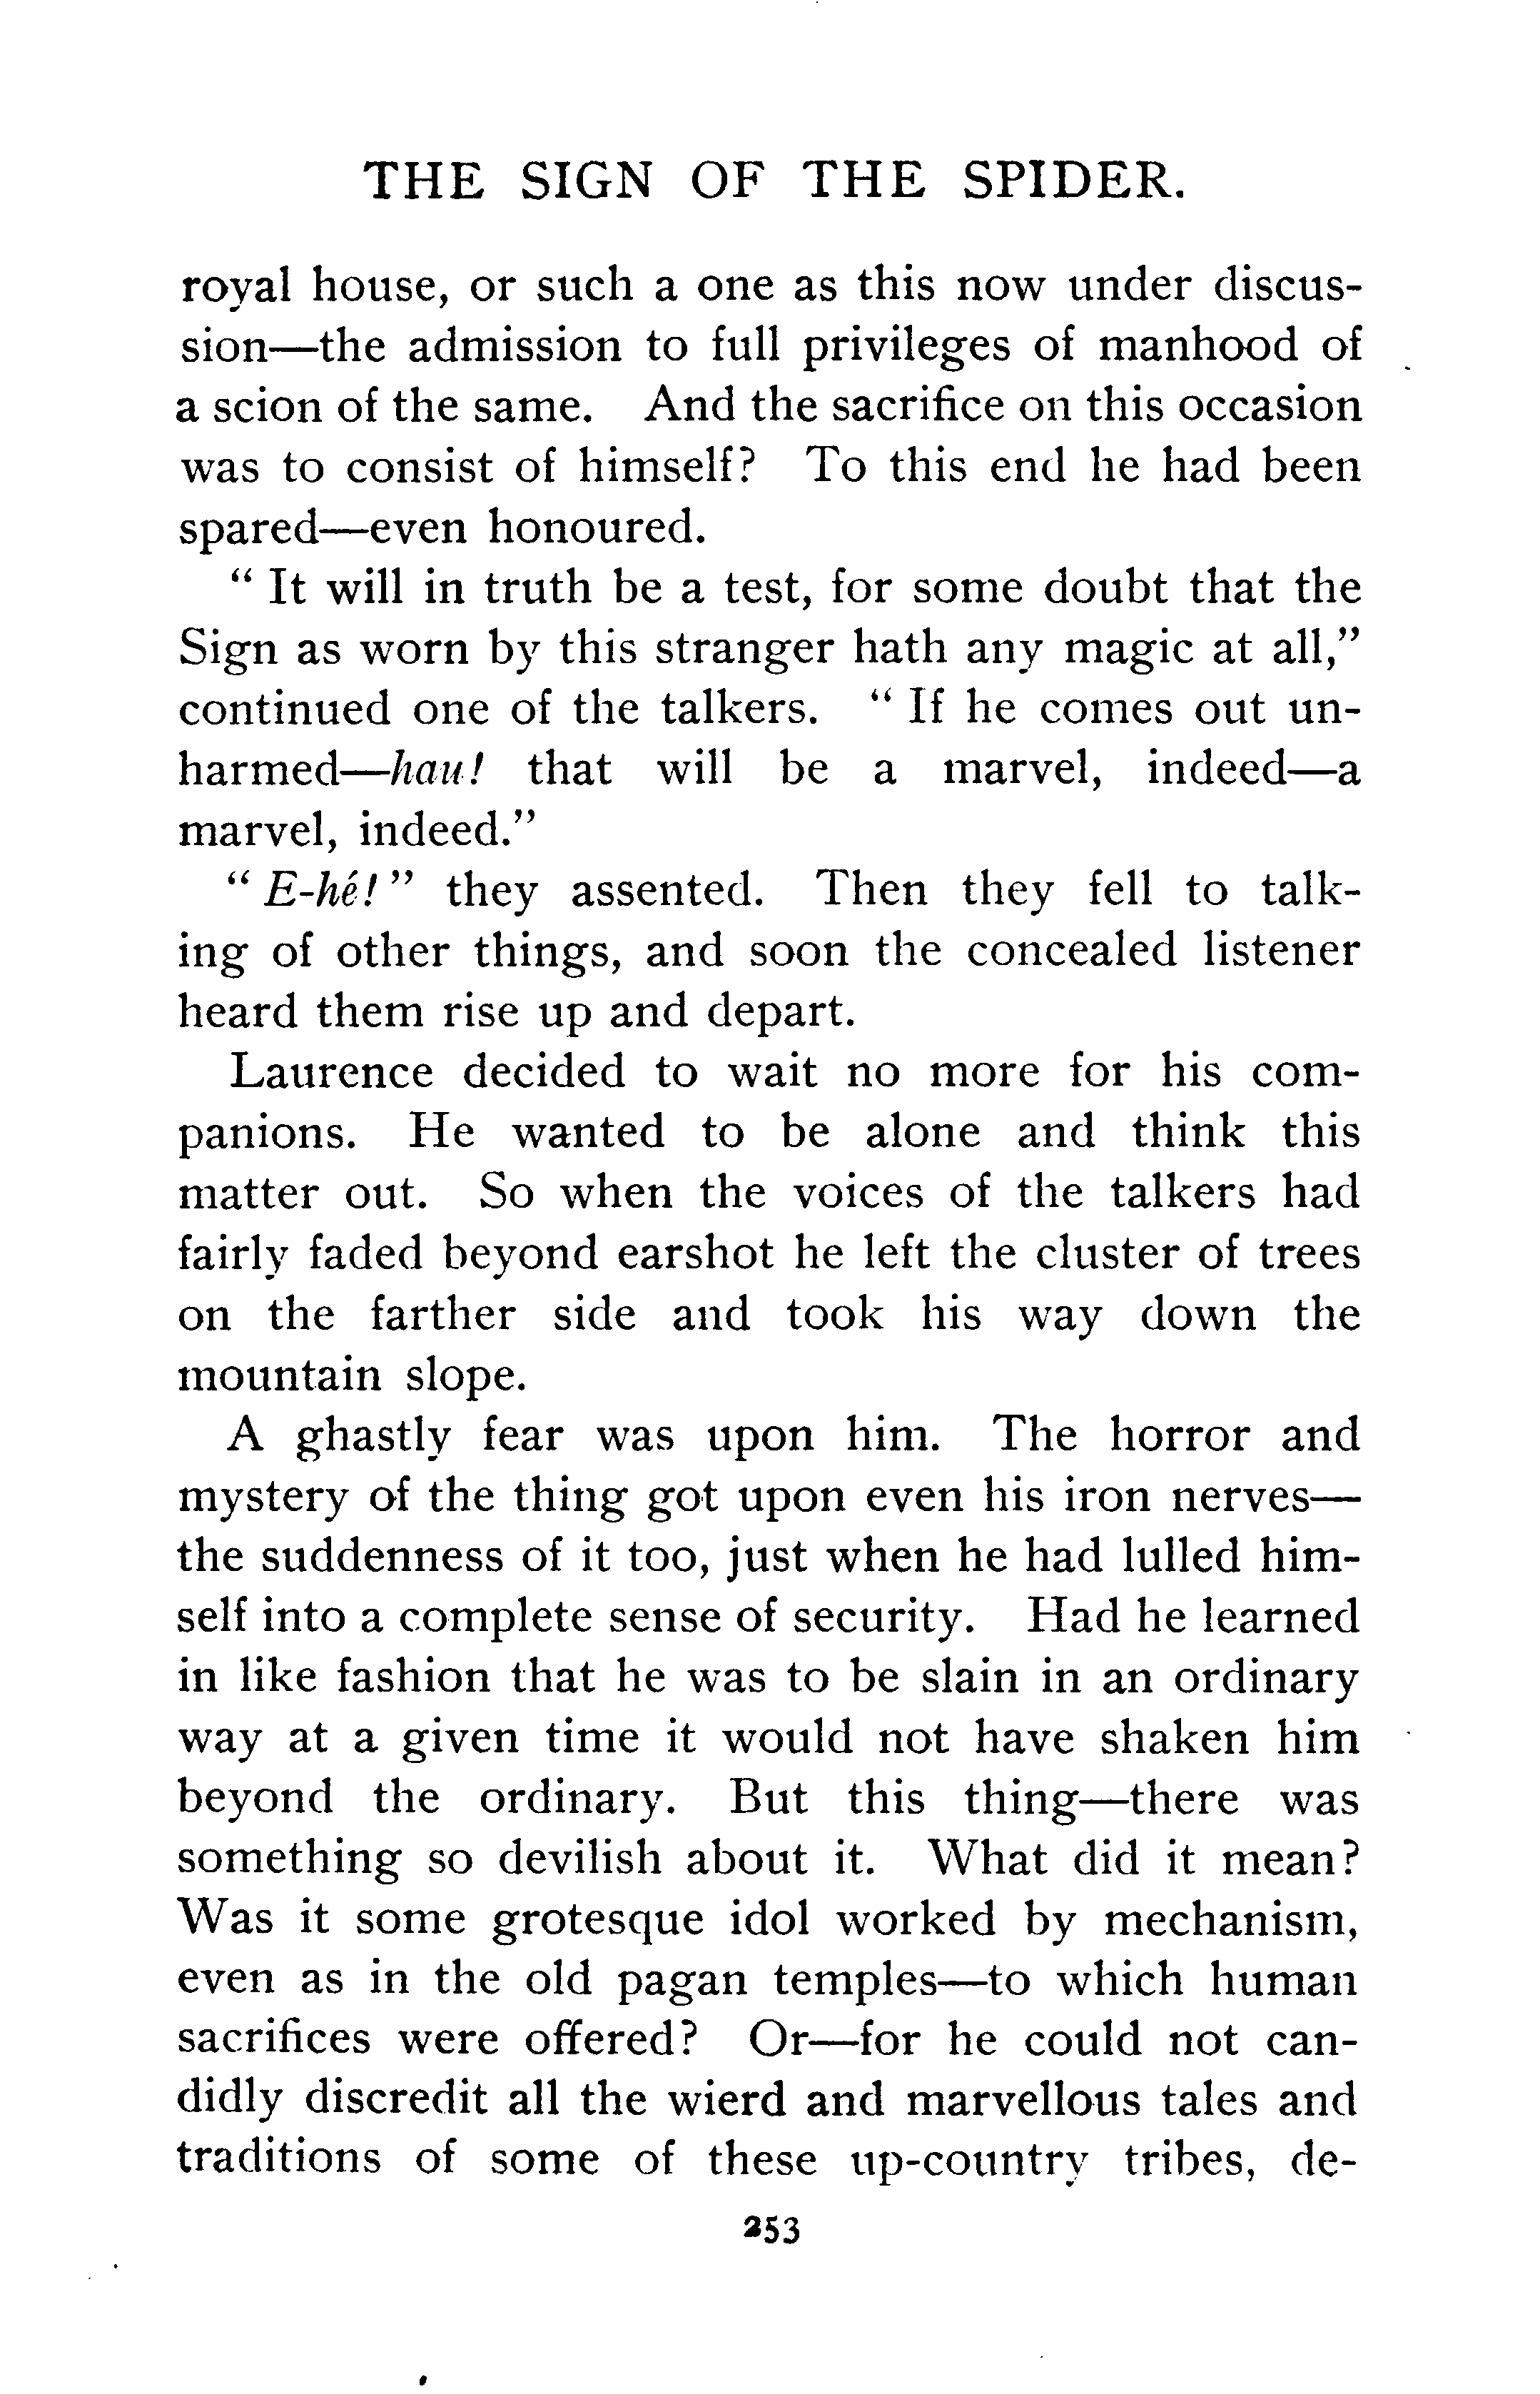 THE SIGN OF THE SPIDER.
royal house, or such a one as this now under discus-
sion—the admission to full privileges of manhood of
a scion of the same. And the sacrifice on this occasion
was to consist of himself? To this end he had been
spared—even honoured.
“ It will in truth be a test, for some doubt that the
Sign as worn by this stranger hath any magic at all,”
continued one of the talkers. “ If he comes out un-
harmed—hau! that will be a marvel, indeed—a
marvel, indeed.”
“ E-hé! ” they assented. Then they fell to talk-
ing of other things, and soon the concealed listener
heard them rise up and depart.
Laurence decided to wait no more for his com-
panions. He wanted to be alone and think this
matter out. So when the voices of the talkers had
fairly faded beyond earshot he left the cluster of trees
on the farther side and took his way down the
mountain slope.
A ghastly fear was upon him. The horror and
mystery of the thing got upon even his iron nerves—
the suddenness of it too, just when he had lulled him-
self into a complete sense of security. Had he learned
in like fashion that he was to be slain in an ordinary
way at a given time it would not have shaken him
beyond the ordinary. But this thing—there was
something so devilish about it. What did it mean?
Was it some grotesque idol worked by mechanism,
even as in the old pagan temples—to which human
sacrifices were offered? Or—for he could not can-
didly discredit all the wierd and marvellous tales and
traditions of some of these up-country tribes, de-
253